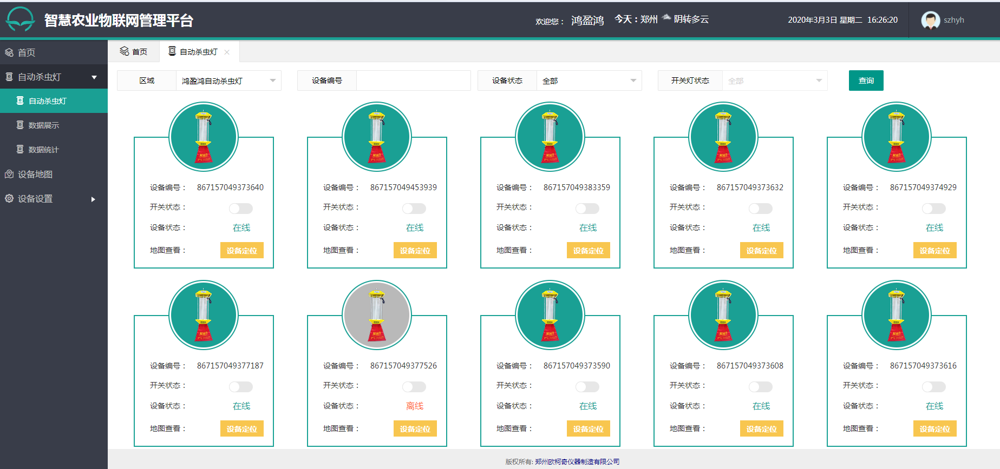 智慧农业物联网管理平台
欢迎您： 鸿盈鸿 今天：郑州 阴转多云 2020年3月3日 星期二 16:26:20 szhyh
首页
自动杀虫灯
自动杀虫灯
数据展示
数据统计
设备地图
设备设置
首页 自动杀虫灯
区域 鸿盈鸿自动杀虫灯 设备编号 设备状态 全部 开关灯状态 全部 查询
设备编号： 867157049373640 设备编号： 867157049453939 设备编号： 867157049383359 设备编号： 867157049373632 设备编号： 867157049374929
开关状态： 开关状态： 开关状态： 开关状态： 开关状态：
设备状态： 在线 设备状态： 在线 设备状态： 在线 设备状态： 在线 设备状态： 在线
地图查看： 设备定位 地图查看： 设备定位 地图查看： 设备定位 地图查看： 设备定位 地图查看： 设备定位
设备编号： 867157049377187 设备编号： 867157049377526 设备编号： 867157049373590 设备编号： 867157049373608 设备编号： 867157049373616
开关状态： 开关状态： 开关状态： 开关状态： 开关状态：
设备状态： 在线 设备状态： 离线 设备状态： 在线 设备状态： 在线 设备状态： 在线
地图查看： 设备定位 地图查看： 设备定位 地图查看： 设备定位 地图查看： 设备定位 地图查看： 设备定位
版权所有: 郑州欧柯奇仪器制造有限公司